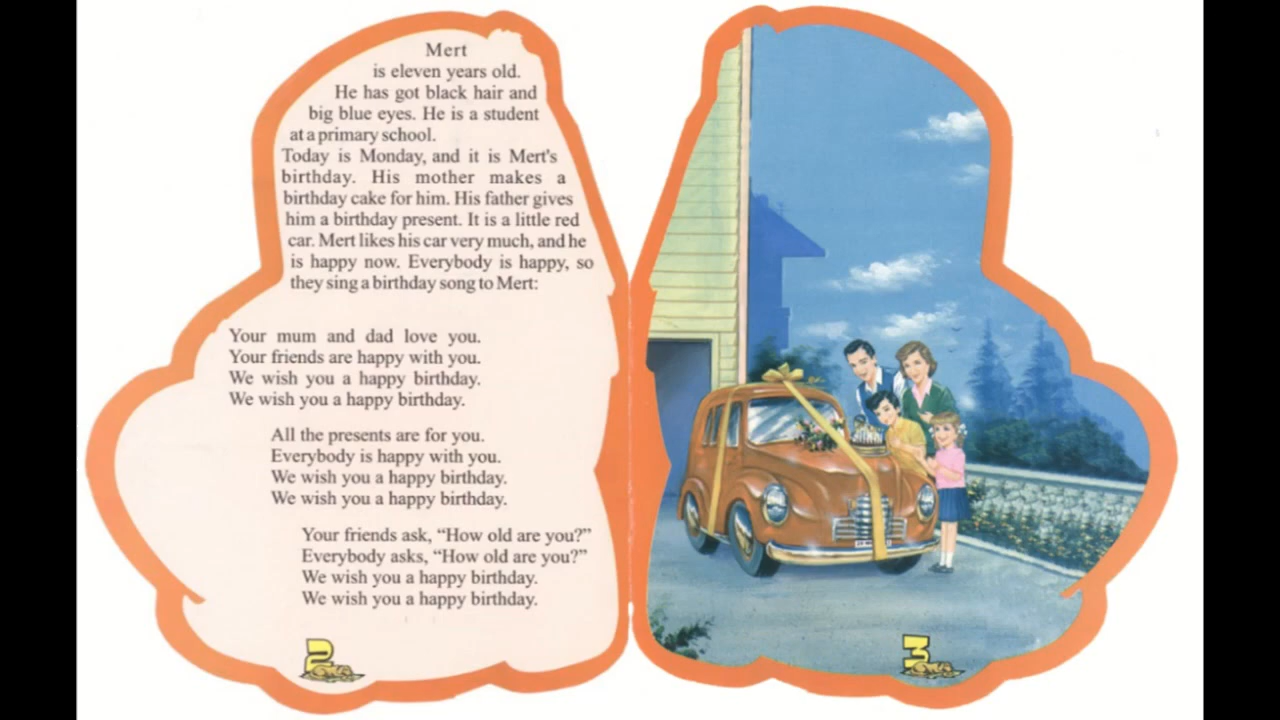 Mert
is eleven years old.
He has got black hair and
big blue eyes. He is a student
at a primary school.
Today is Monday, and it is Mert's
birthday. His mother makes a
birthday cake for him. His father gives
him a birthday present. It is a little red
car. Mert likes his car very much, and he
is happy now. Everybody is happy, so
they sing a birthday song to Mert:
Your mum and dad love you.
Your friends are happy with you.
We wish you a happy birthday.
We wish you a happy birthday.
All the presents are for you.
Everybody is happy with you.
We wish you a happy birthday.
We wish you a happy birthday.
Your friends ask, “How old are you?”
Everybody asks, “How old are you?”
We wish you a happy birthday.
We wish you a happy birthday.
2
3